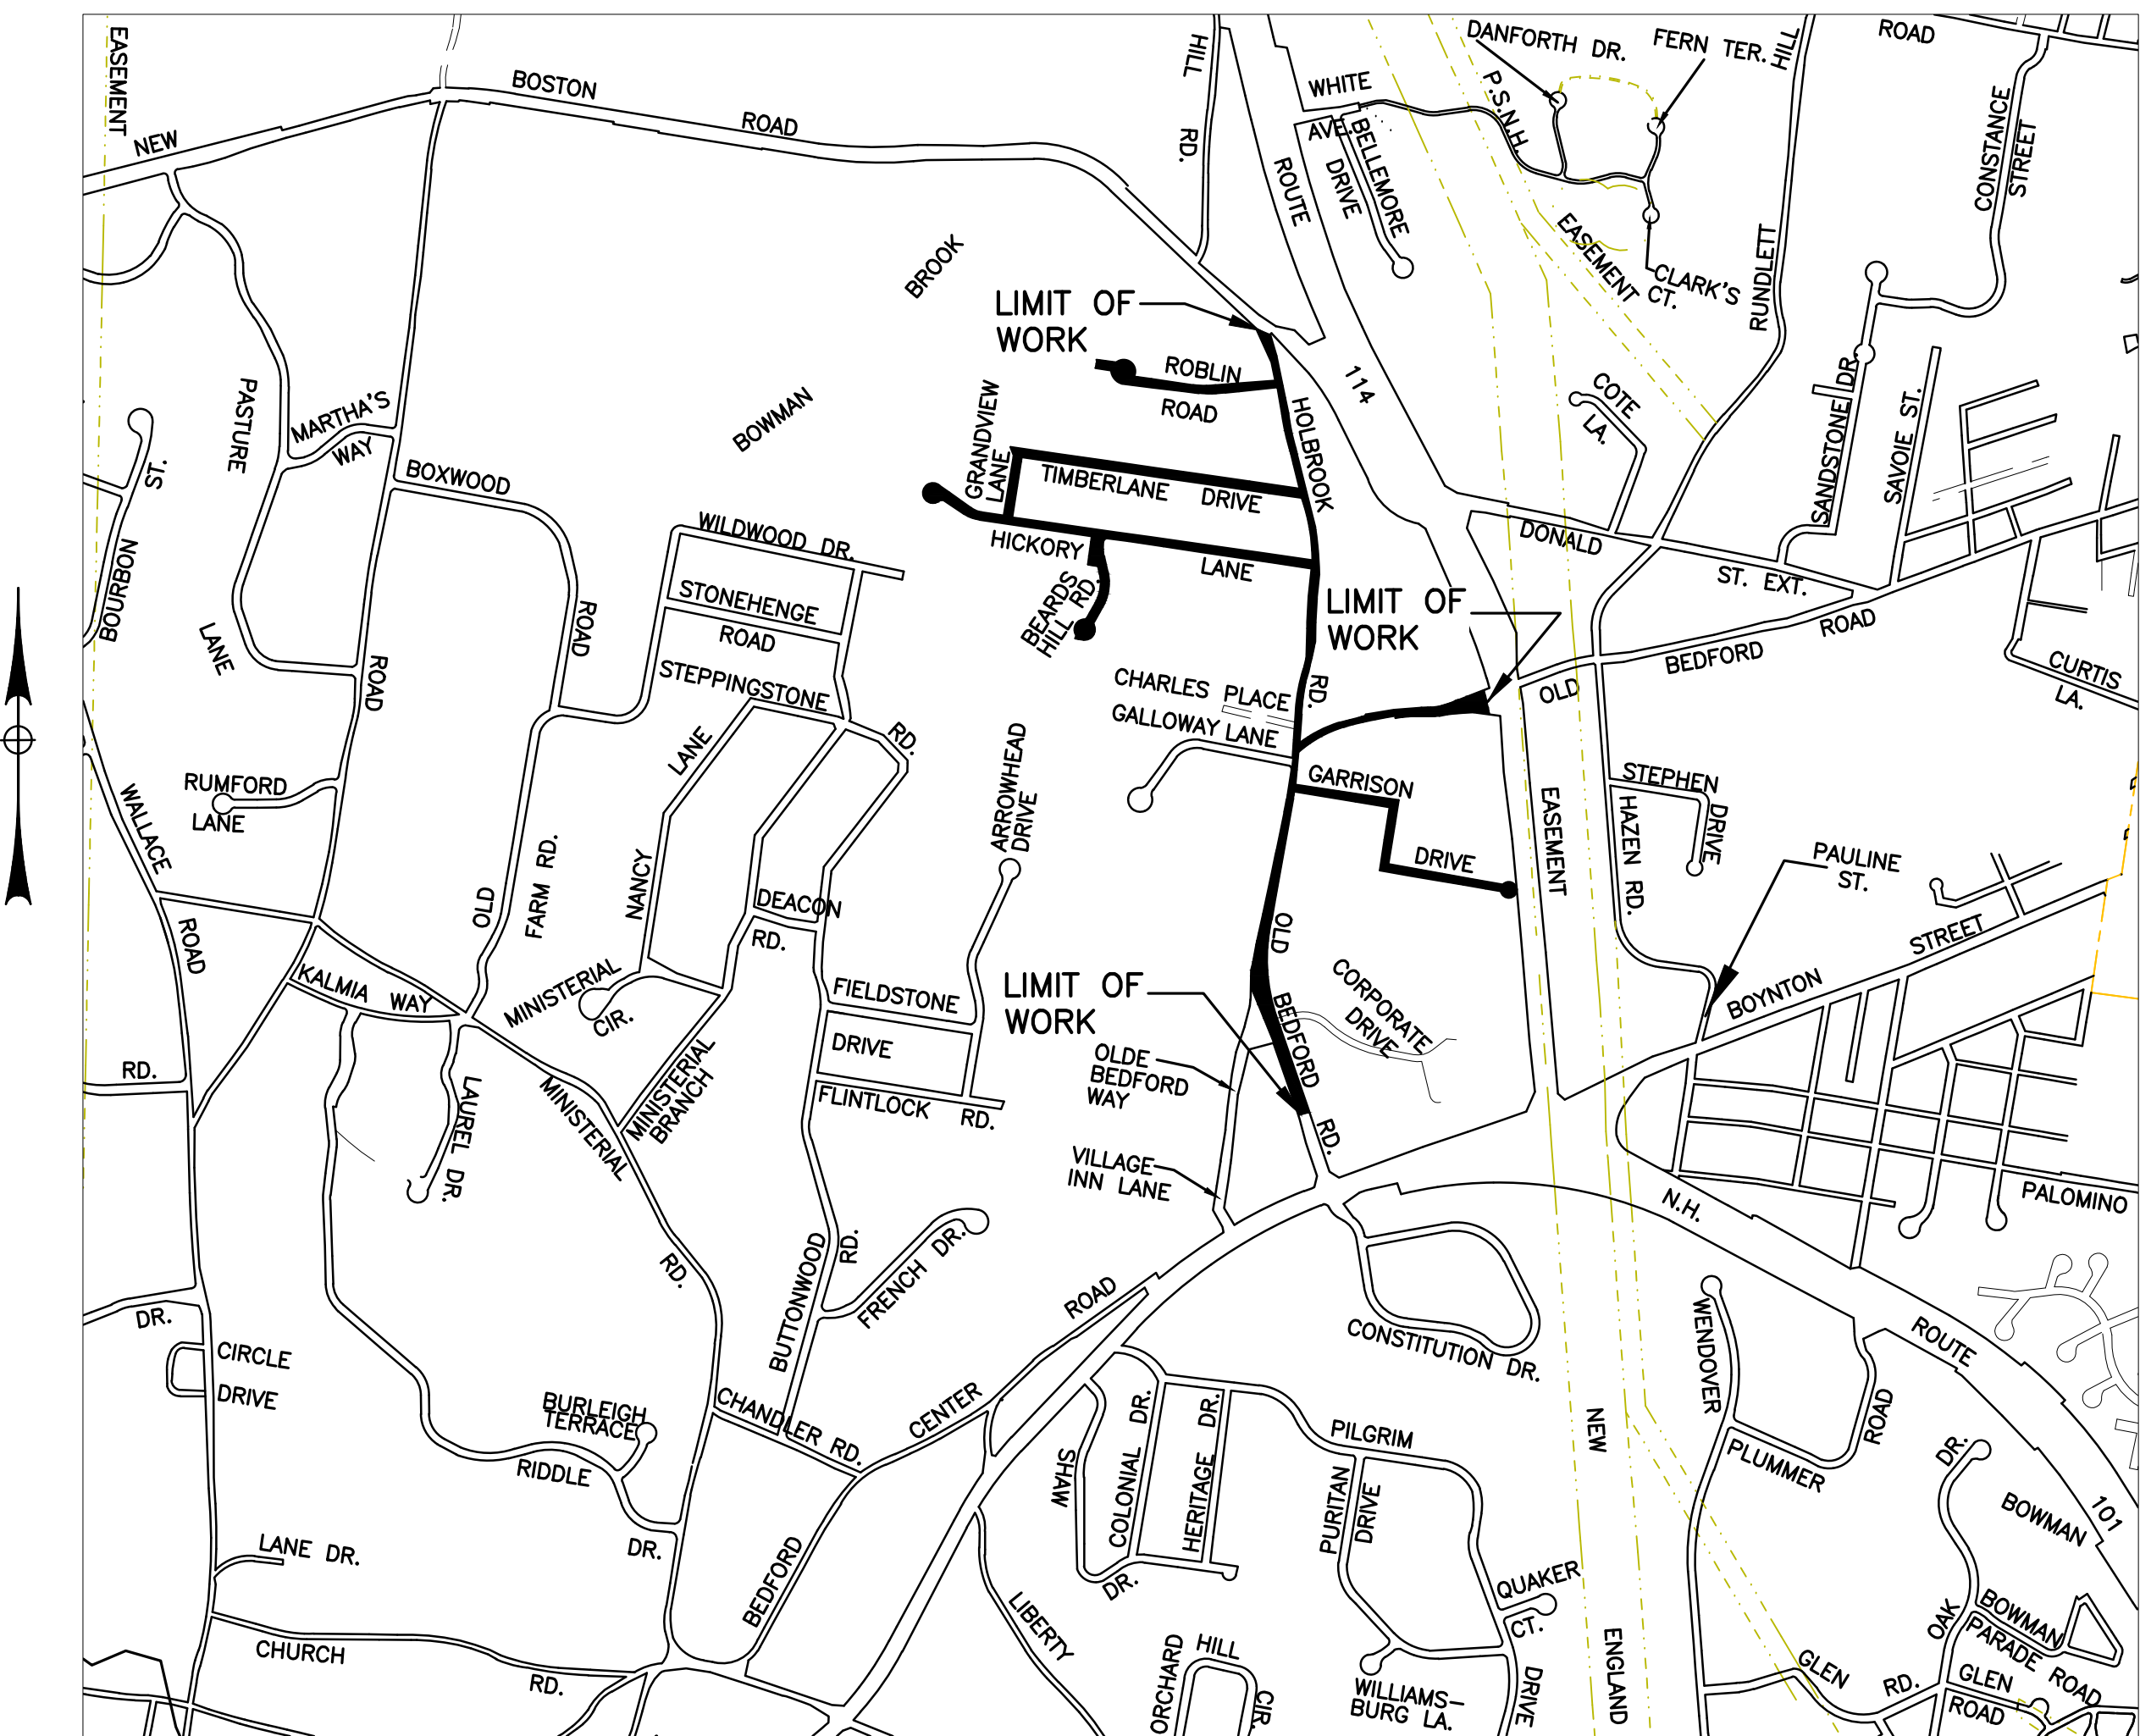 EASEMENT
NEW
BOSTON
ROAD
HILL
RD.
WHITE
AVE.
DANFORTH DR.
FERN TER.
HILL
ROAD
P.S.N.H.
BELLEMORE
DRIVE
ROUTE
114
CONSTANCE
STREET
EASEMENT
CLARK'S
CT.
RUNDLETT
BROOK
BOWMAN
LIMIT OF
WORK
ROBLIN
ROAD
HOLBROOK
RD.
GRANDVIEW
LANE
TIMBERLANE DRIVE
HICKORY
LANE
BEARDS
HILL RD.
PASTURE
LANE
MARTHA'S
WAY
BOXWOOD
ROAD
ROAD
ST.
BOURBON
WILDWOOD DR.
STONEHENGE
ROAD
STEPPINGSTONE
RD.
LANE
NANCY
COTE
LA.
SANDSTONE DR.
SAVOIE ST.
DONALD
ST. EXT.
LIMIT OF
WORK
OLD
BEDFORD
ROAD
CURTIS
LA.
CHARLES PLACE
GALLOWAY LANE
GARRISON
DRIVE
EASEMENT
STEPHEN
DRIVE
HAZEN RD.
PAULINE
ST.
BOYNTON
STREET
RUMFORD
LANE
WALLACE
ROAD
OLD
FARM RD.
ARROWHEAD
DRIVE
DEACON
RD.
KALMIA WAY
MINISTERIAL
CIR.
FIELDSTONE
DRIVE
FLINTLOCK RD.
MINISTERIAL
BRANCH
MINISTERIAL
RD.
LAUREL DR.
RD.
LIMIT OF
WORK
OLD
BEDFORD
RD.
CORPORATE
DRIVE
OLDE
BEDFORD
WAY
VILLAGE
INN LANE
N.H.
ROUTE
101
PALOMINO
BUTTONWOOD
RD.
FRENCH DR.
DR.
CIRCLE
DRIVE
BURLEIGH
TERRACE
RIDDLE
DR.
CHANDLER RD.
CENTER
ROAD
BEDFORD
CONSTITUTION DR.
WENDOVER
PLUMMER
ROAD
SHAW
DR.
COLONIAL DR.
HERITAGE DR.
PILGRIM
DRIVE
PURITAN
DRIVE
QUAKER
CT.
NEW
ENGLAND
LANE DR.
CHURCH
RD.
LIBERTY
ORCHARD
HILL
CIR.
WILLIAMS-
BURG LA.
OAK
DR.
BOWMAN
BOWMAN
PARADE ROAD
GLEN
RD.
GLEN
ROAD